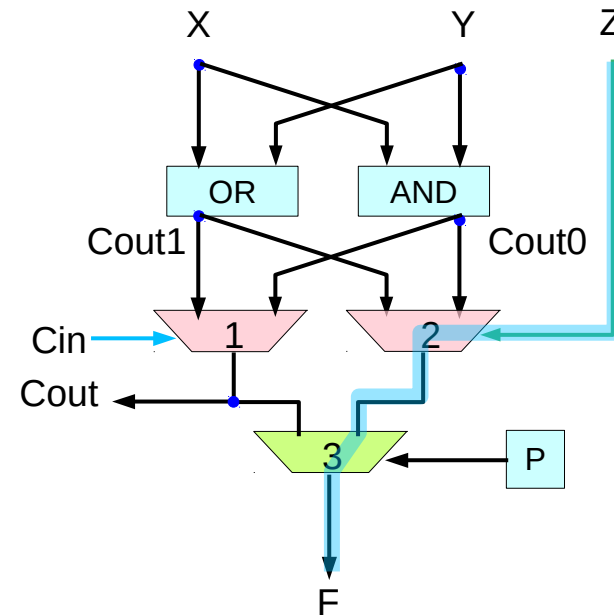 X Y Z
OR AND
Cout1 Cout0
Cin 1 2
Cout
3 P
F